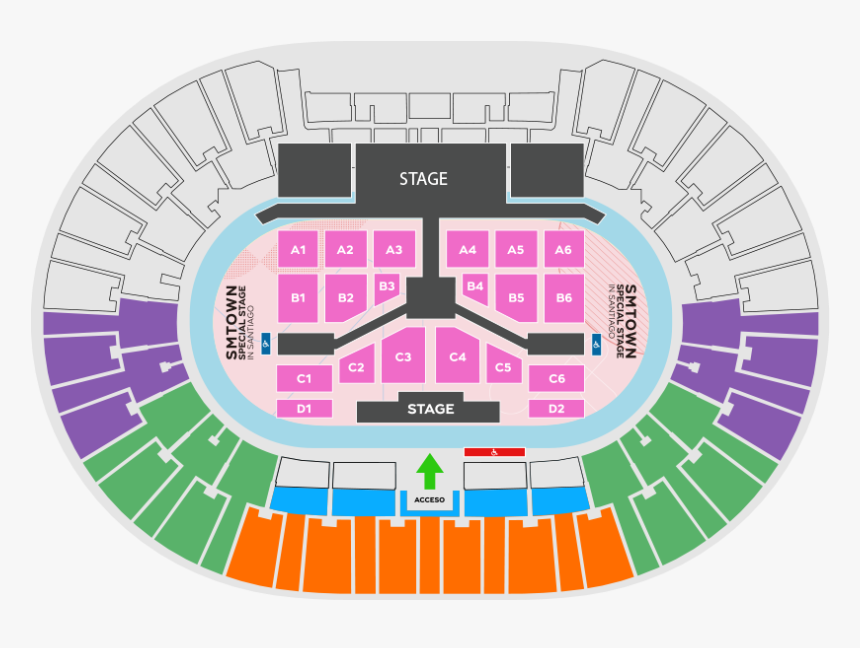 STAGE
A1 A2 A3 A4 A5 A6
B1 B2 B3 B4 B5 B6
SMTOWN
SPECIAL STAGE
IN SANTIAGO
SMTOWN
SPECIAL STAGE
IN SANTIAGO
C1 C2 C3 C4 C5 C6
D1 STAGE D2
ACCESO